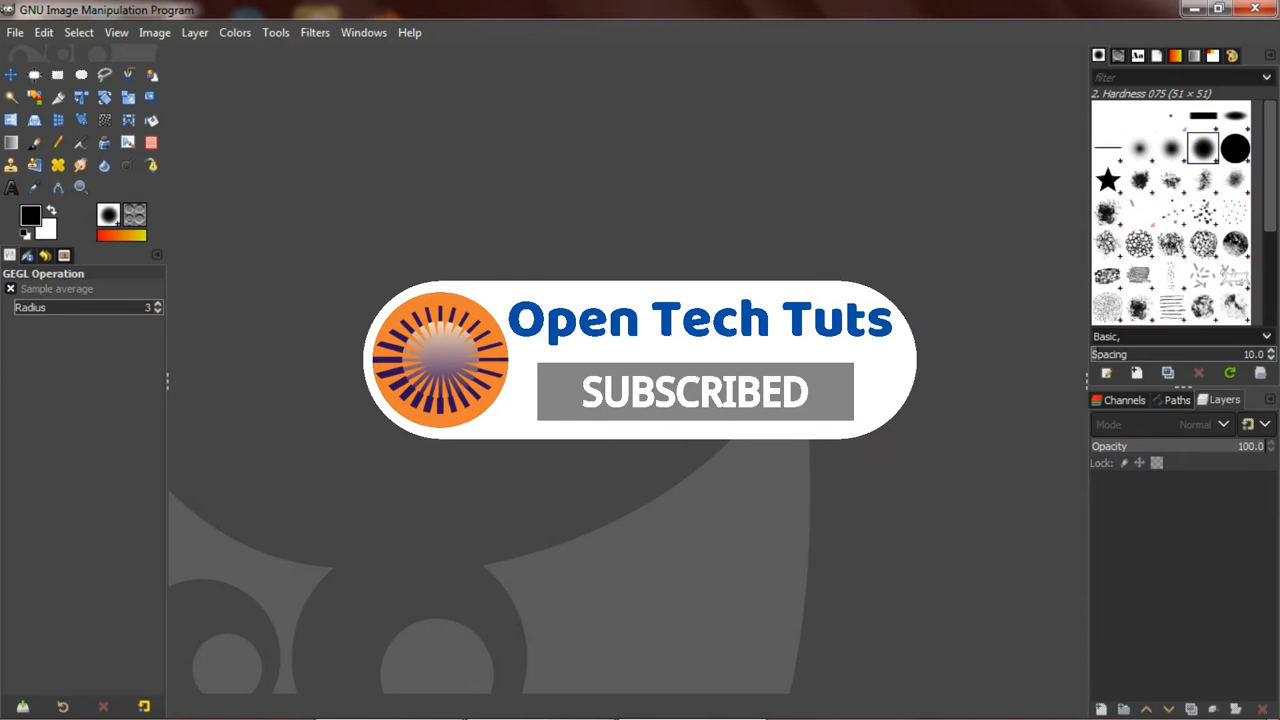 GNU Image Manipulation Program
File Edit Select View Image Layer Colors Tools Filters Windows Help
filter
2. Hardness 075 (51 × 51)
GEGL Operation
Sample average
Radius 3
Open Tech Tuts
SUBSCRIBED
Basic,
Spacing 10.0
Channels Paths Layers
Mode Normal
Opacity 100.0
Lock: